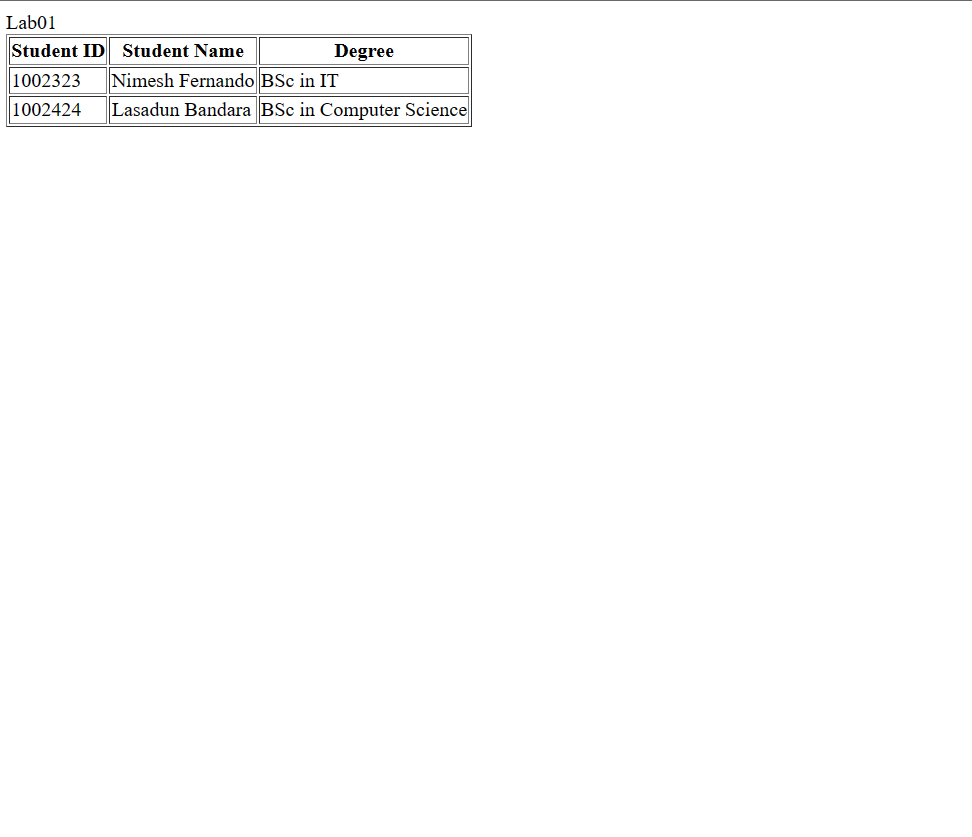 Lab01
Student ID Student Name Degree
1002323 Nimesh Fernando BSc in IT
1002424 Lasadun Bandara BSc in Computer Science